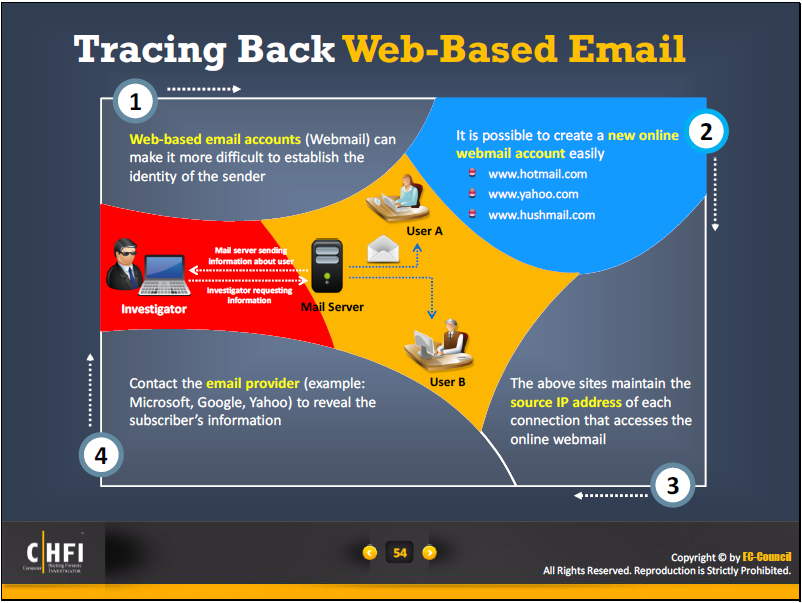 Tracing Back Web-Based Email
1
Web-based email accounts (Webmail) can
make it more difficult to establish the
identity of the sender
2
It is possible to create a new online
webmail account easily
www.hotmail.com
www.yahoo.com
www.hushmail.com
User A
Mail server sending
information about user
Investigator requesting
information
Investigator
Mail Server
User B
Contact the email provider (example:
Microsoft, Google, Yahoo) to reveal the
subscriber's information
4
The above sites maintain the
source IP address of each
connection that accesses the
online webmail
3
CHFI
Computer Hacking Forensic
INVESTIGATOR
54
Copyright © by EC-Council
All Rights Reserved. Reproduction is Strictly Prohibited.